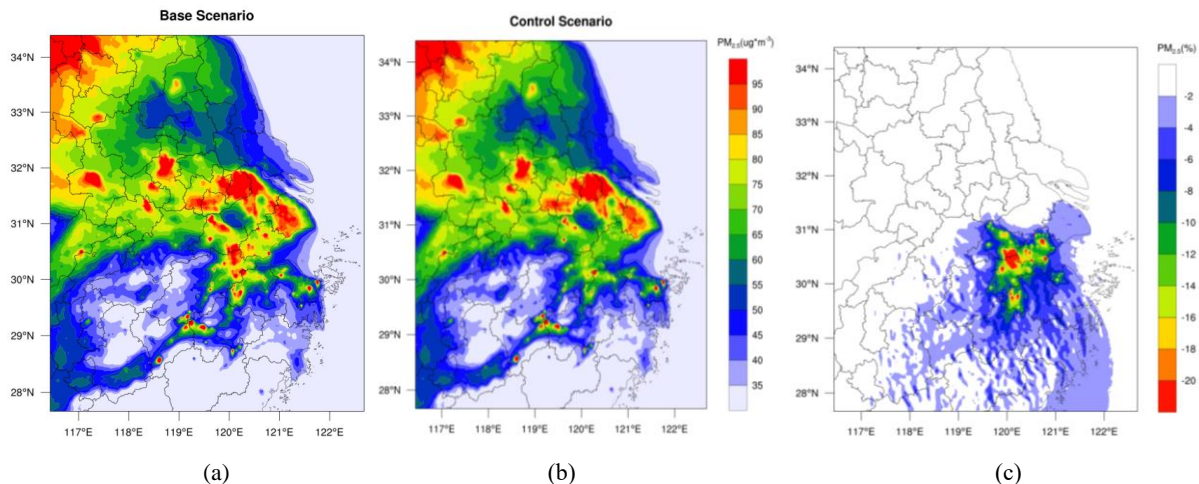 Base Scenario
34°N
33°N
32°N
31°N
30°N
29°N
28°N
117°E 118°E 119°E 120°E 121°E 122°E
(a)
Control Scenario
34°N
33°N
32°N
31°N
30°N
29°N
28°N
117°E 118°E 119°E 120°E 121°E 122°E
(b)
PM2.5(ug*m-3)
95
90
85
80
75
70
65
60
55
50
45
40
35
34°N
33°N
32°N
31°N
30°N
29°N
28°N
117°E 118°E 119°E 120°E 121°E 122°E
(c)
PM2.5(%)
-2
-4
-6
-8
-10
-12
-14
-16
-18
-20